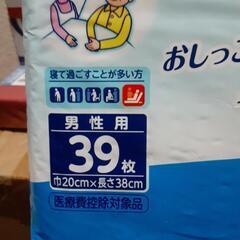 おしっこ
寝て過ごすことが多い方
男性用
39枚
巾20cm×長さ38cm
医療費控除対象品